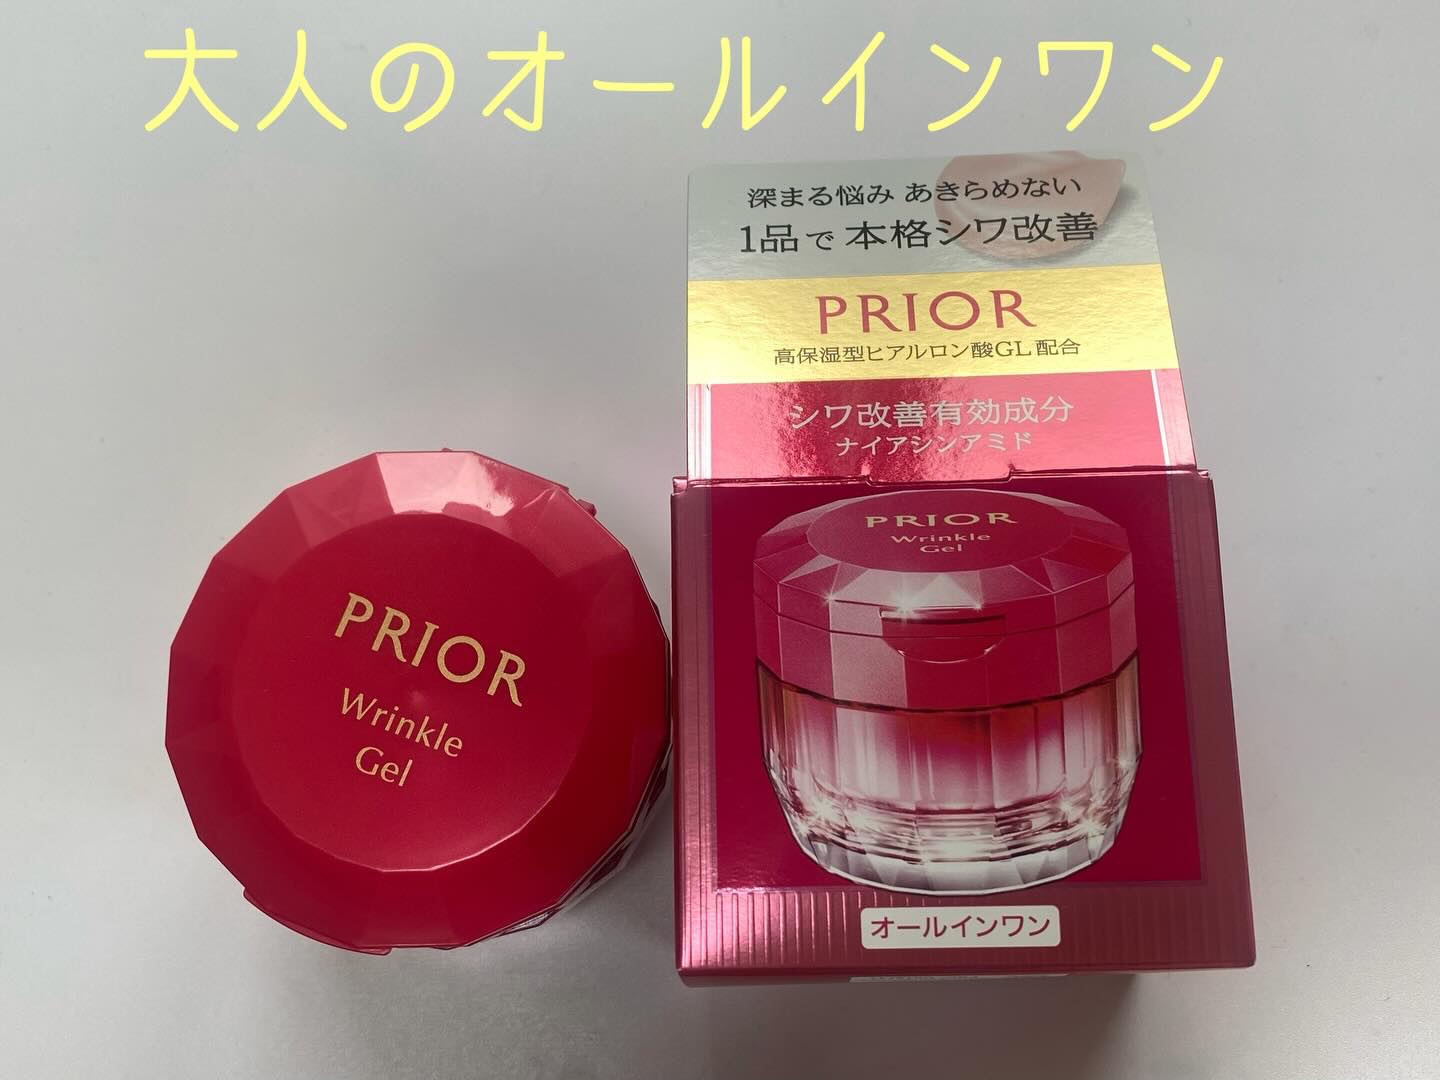 大人のオールインワン
深まる悩み あきらめない
1品で 本格シワ改善
PRIOR
高保湿型ヒアルロン酸GL配合
シワ改善有効成分
ナイアシンアミド
PRIOR
Wrinkle
Gel
オールインワン
PRIOR
Wrinkle
Gel